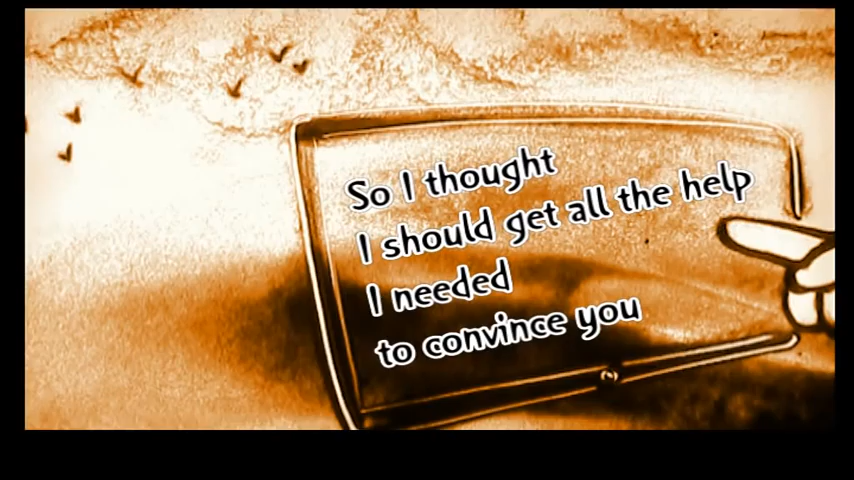 So I thought
I should get all the help
I needed
to convince you